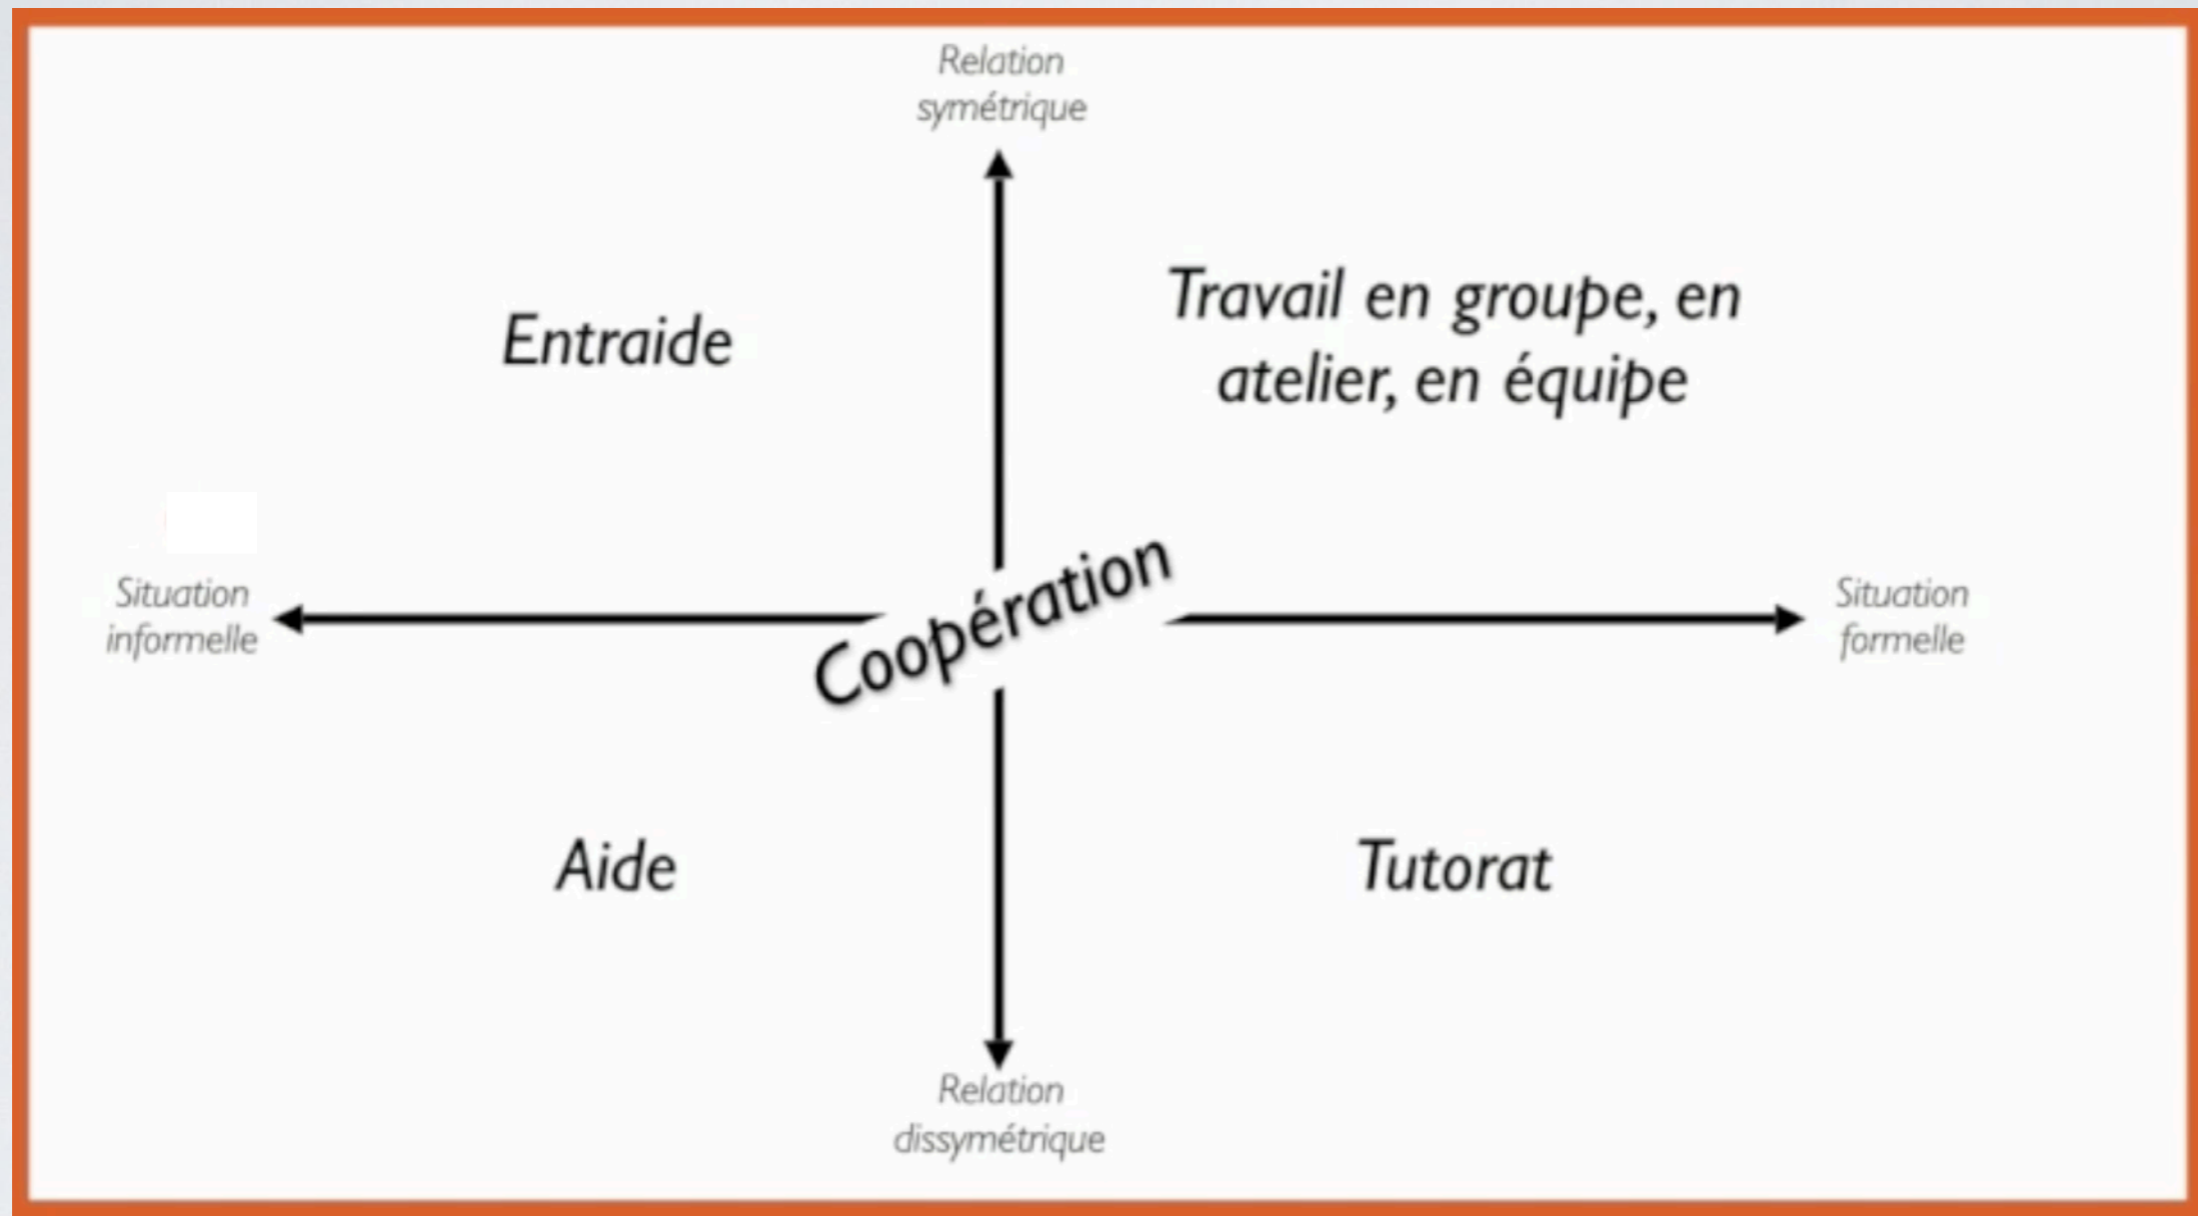 Relation
symétrique
Entraide
Travail en groupe, en
atelier, en équipe
Situation
informelle
Coopération
Situation
formelle
Aide
Tutorat
Relation
dissymétrique